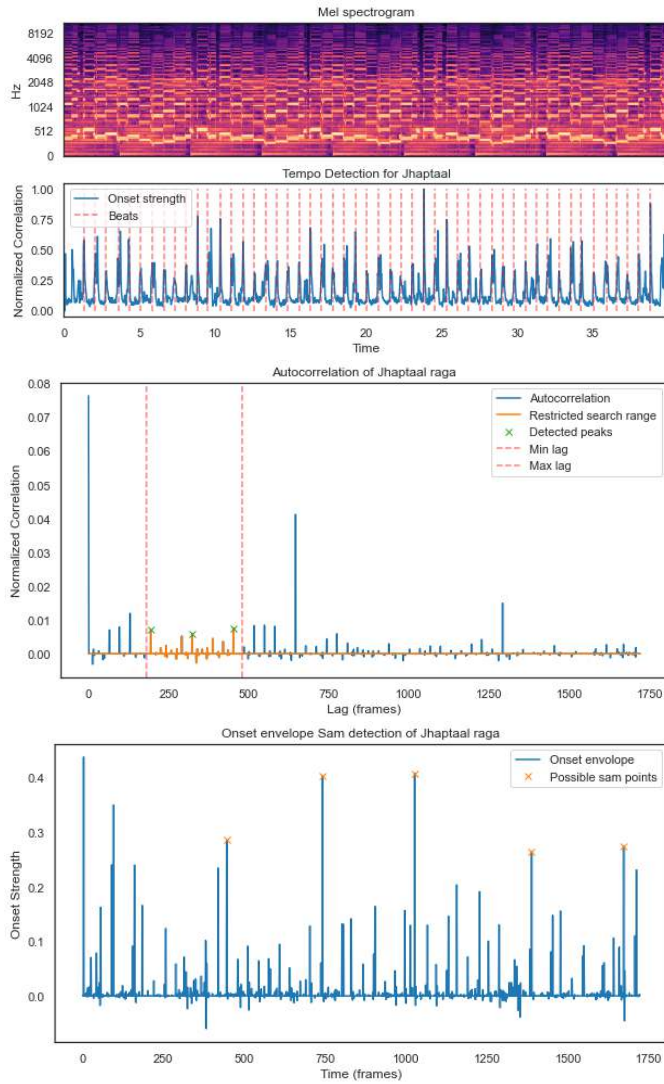 Mel spectrogram
8192
4096
2048
1024
512
0
Hz
Tempo Detection for Jhaptaal
1.00
0.75
0.50
0.25
0.00
Normalized Correlation
Onset strength
Beats
0 5 10 15 20 25 30 35
Time
Autocorrelation of Jhaptaal raga
0.08
0.07
0.06
0.05
0.04
0.03
0.02
0.01
0.00
Normalized Correlation
Autocorrelation
Restricted search range
Detected peaks
Min lag
Max lag
0 250 500 750 1000 1250 1500 1750
Lag (frames)
Onset envelope Sam detection of Jhaptaal raga
0.4
0.3
0.2
0.1
0.0
Onset Strength
Onset envolope
Possible sam points
0 250 500 750 1000 1250 1500 1750
Time (frames)